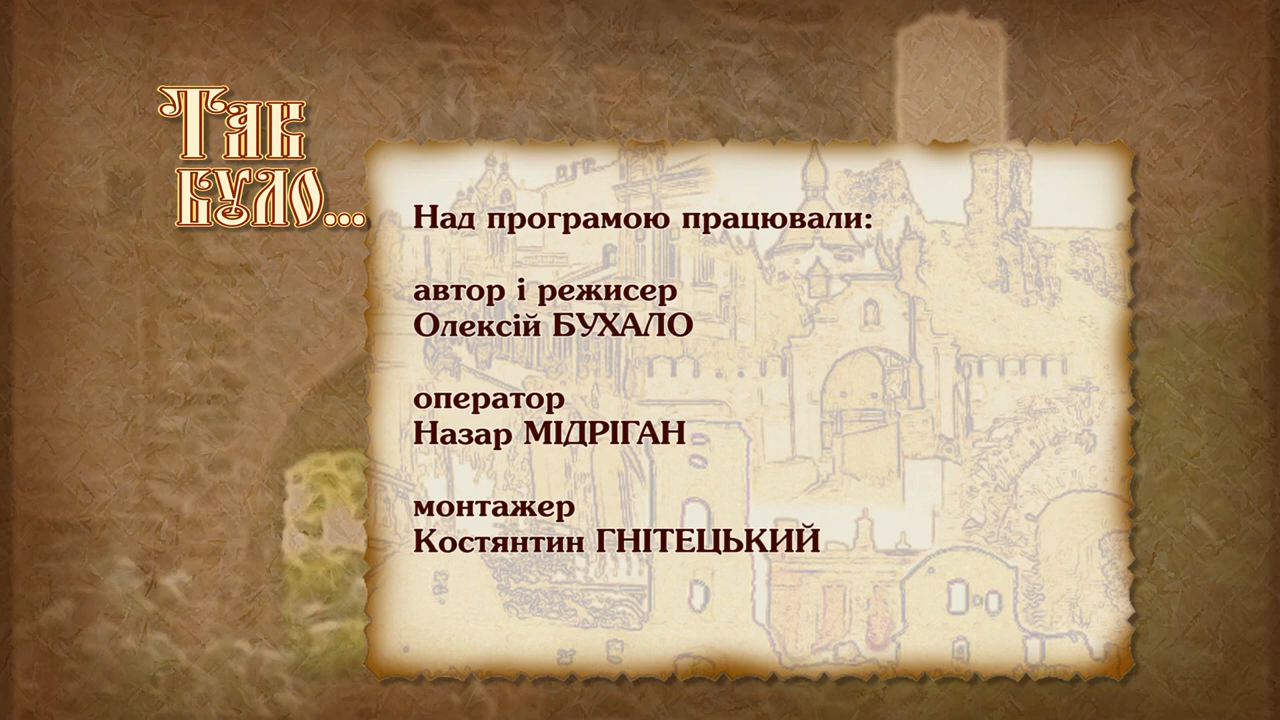 Так
було...
Над програмою працювали:
автор і режисер
Олексій БУХАЛО
оператор
Назар МІДРІГАН
монтажер
Костянтин ГНІТЕЦЬКИЙ